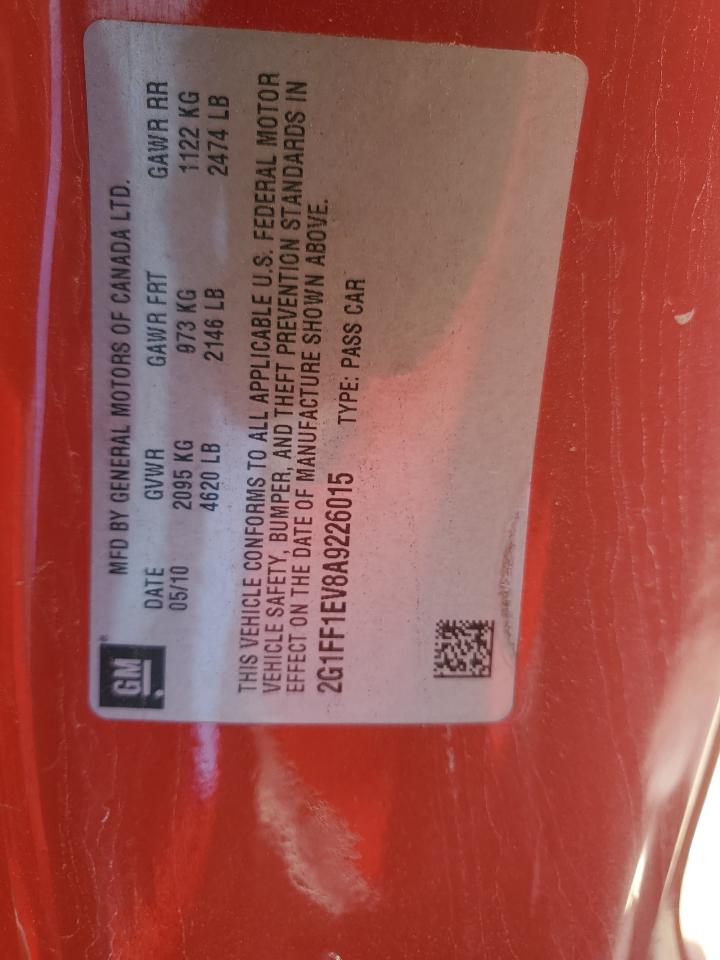 GM
MFD BY GENERAL MOTORS OF CANADA LTD.
DATE GVWR GAWR FRT GAWR RR
05/10 2095 KG 973 KG 1122 KG
4620 LB 2146 LB 2474 LB
THIS VEHICLE CONFORMS TO ALL APPLICABLE U.S. FEDERAL MOTOR
VEHICLE SAFETY, BUMPER, AND THEFT PREVENTION STANDARDS IN
EFFECT ON THE DATE OF MANUFACTURE SHOWN ABOVE.
2G1FF1EV8A9226015 TYPE: PASS CAR